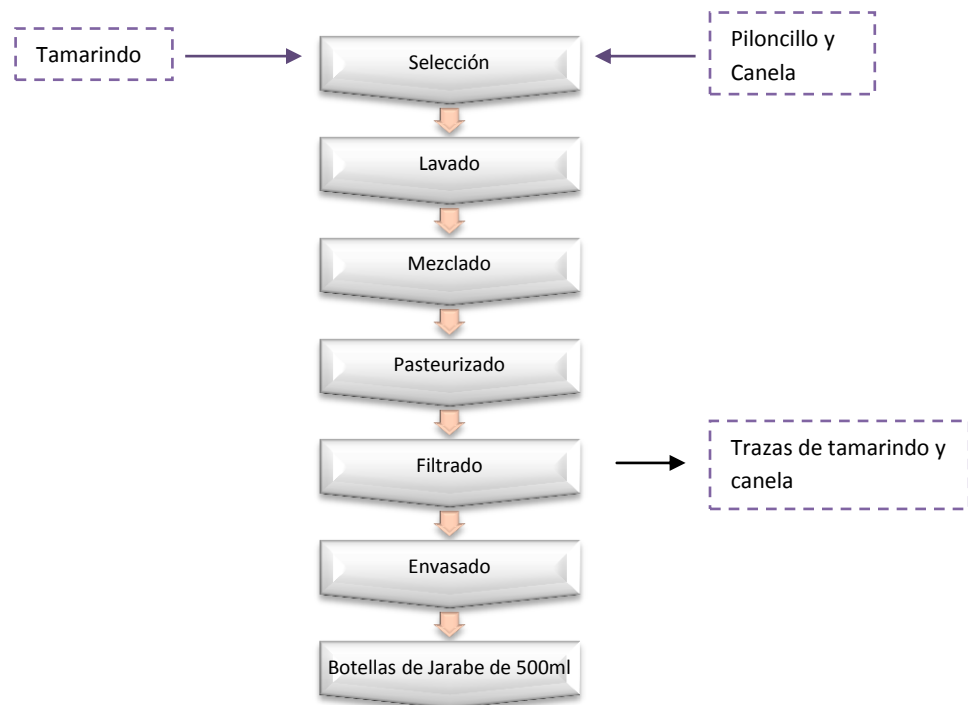 Tamarindo
Selección
Piloncillo y
Canela
Lavado
Mezclado
Pasteurizado
Filtrado
Trazas de tamarindo y
canela
Envasado
Botellas de Jarabe de 500ml